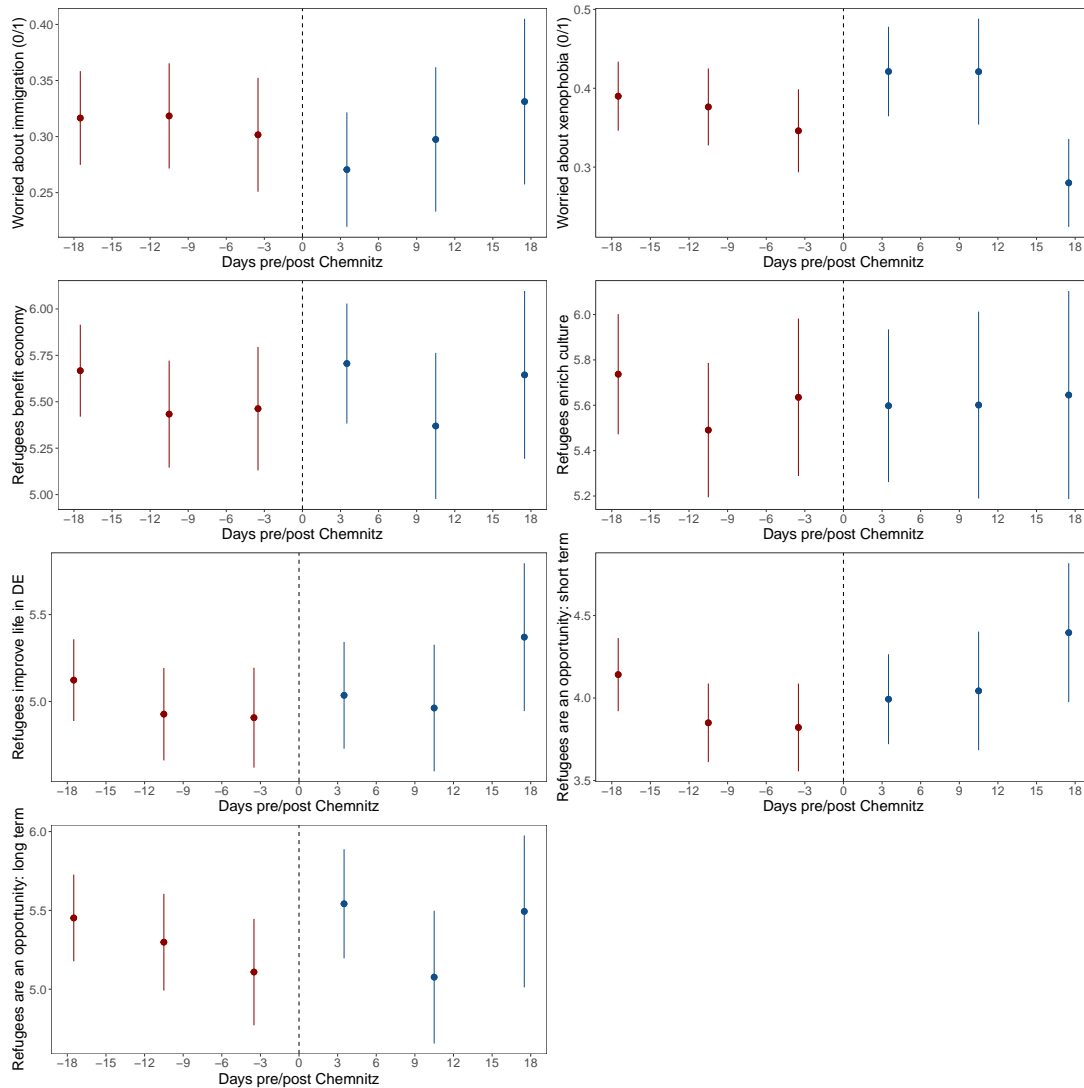 Worried about immigration (0/1)
0.40
0.35
0.30
0.25
−18 −15 −12 −9 −6 −3 0 3 6 9 12 15 18
Days pre/post Chemnitz
Worried about xenophobia (0/1)
0.5
0.4
0.3
−18 −15 −12 −9 −6 −3 0 3 6 9 12 15 18
Days pre/post Chemnitz
Refugees benefit economy
6.00
5.75
5.50
5.25
5.00
−18 −15 −12 −9 −6 −3 0 3 6 9 12 15 18
Days pre/post Chemnitz
Refugees enrich culture
6.0
5.8
5.6
5.4
5.2
−18 −15 −12 −9 −6 −3 0 3 6 9 12 15 18
Days pre/post Chemnitz
Refugees improve life in DE
5.5
5.0
−18 −15 −12 −9 −6 −3 0 3 6 9 12 15 18
Days pre/post Chemnitz
Refugees are an opportunity: short term
4.5
4.0
3.5
−18 −15 −12 −9 −6 −3 0 3 6 9 12 15 18
Days pre/post Chemnitz
Refugees are an opportunity: long term
6.0
5.5
5.0
−18 −15 −12 −9 −6 −3 0 3 6 9 12 15 18
Days pre/post Chemnitz